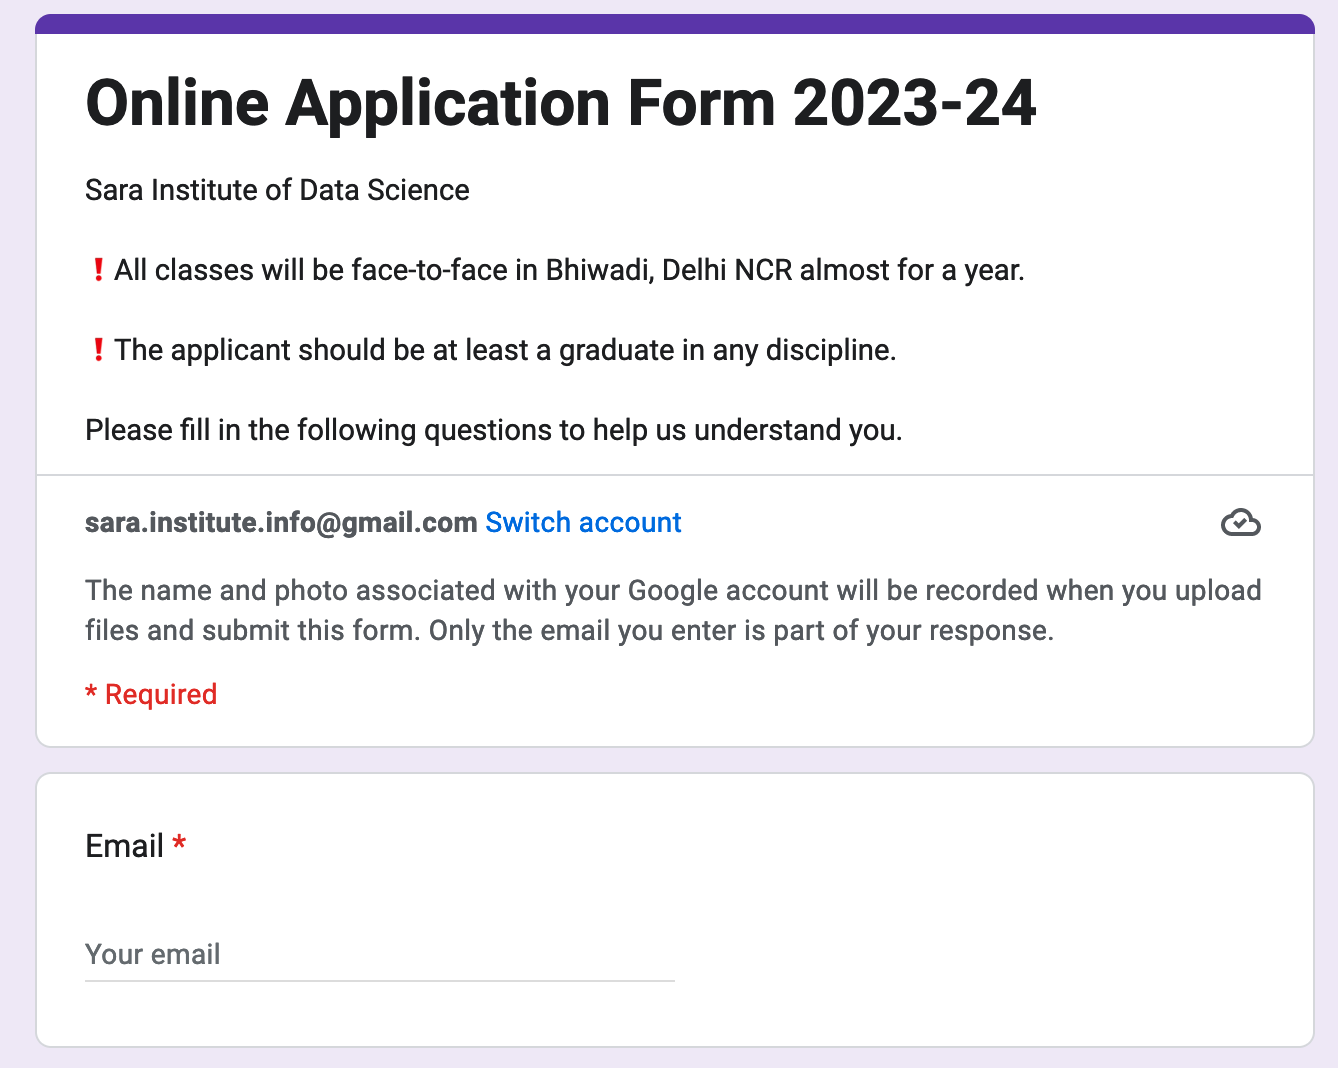 Online Application Form 2023-24
Sara Institute of Data Science
❗All classes will be face-to-face in Bhiwadi, Delhi NCR almost for a year.
❗The applicant should be at least a graduate in any discipline.
Please fill in the following questions to help us understand you.
sara.institute.info@gmail.com Switch account
The name and photo associated with your Google account will be recorded when you upload
files and submit this form. Only the email you enter is part of your response.
* Required
Email *
Your email